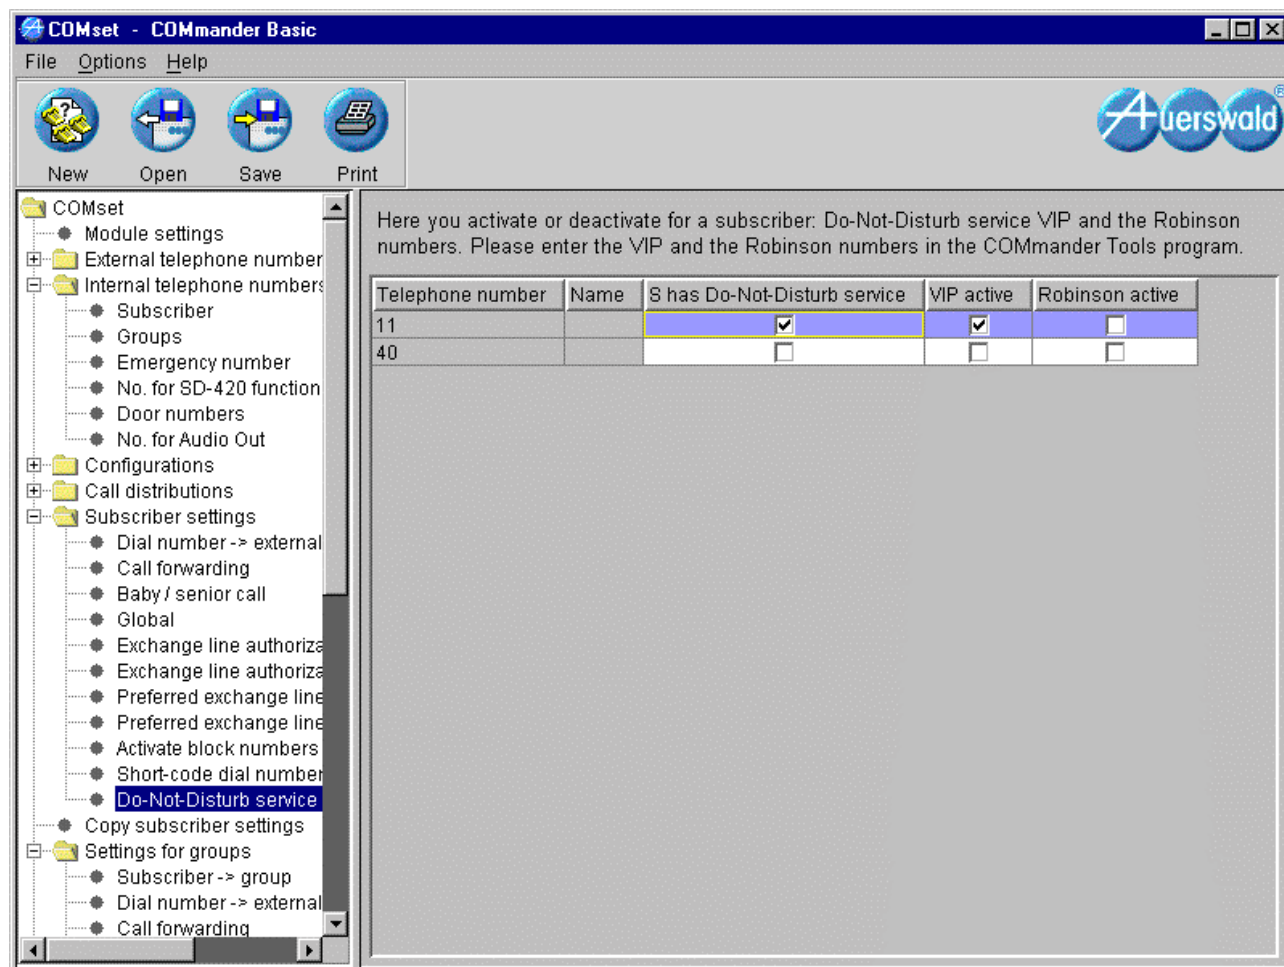 COMset - COMmander Basic
File Options Help
New Open Save Print
Auerswald ®
COMset
Module settings
External telephone number
Internal telephone numbers
Subscriber
Groups
Emergency number
No. for SD-420 function
Door numbers
No. for Audio Out
Configurations
Call distributions
Subscriber settings
Dial number -> external
Call forwarding
Baby / senior call
Global
Exchange line authoriza
Exchange line authoriza
Preferred exchange line
Preferred exchange line
Activate block numbers
Short-code dial number
Do-Not-Disturb service
Copy subscriber settings
Settings for groups
Subscriber -> group
Dial number -> external
Call forwarding
Here you activate or deactivate for a subscriber: Do-Not-Disturb service VIP and the Robinson
numbers. Please enter the VIP and the Robinson numbers in the COMmander Tools program.
Telephone number Name S has Do-Not-Disturb service VIP active Robinson active
11
40